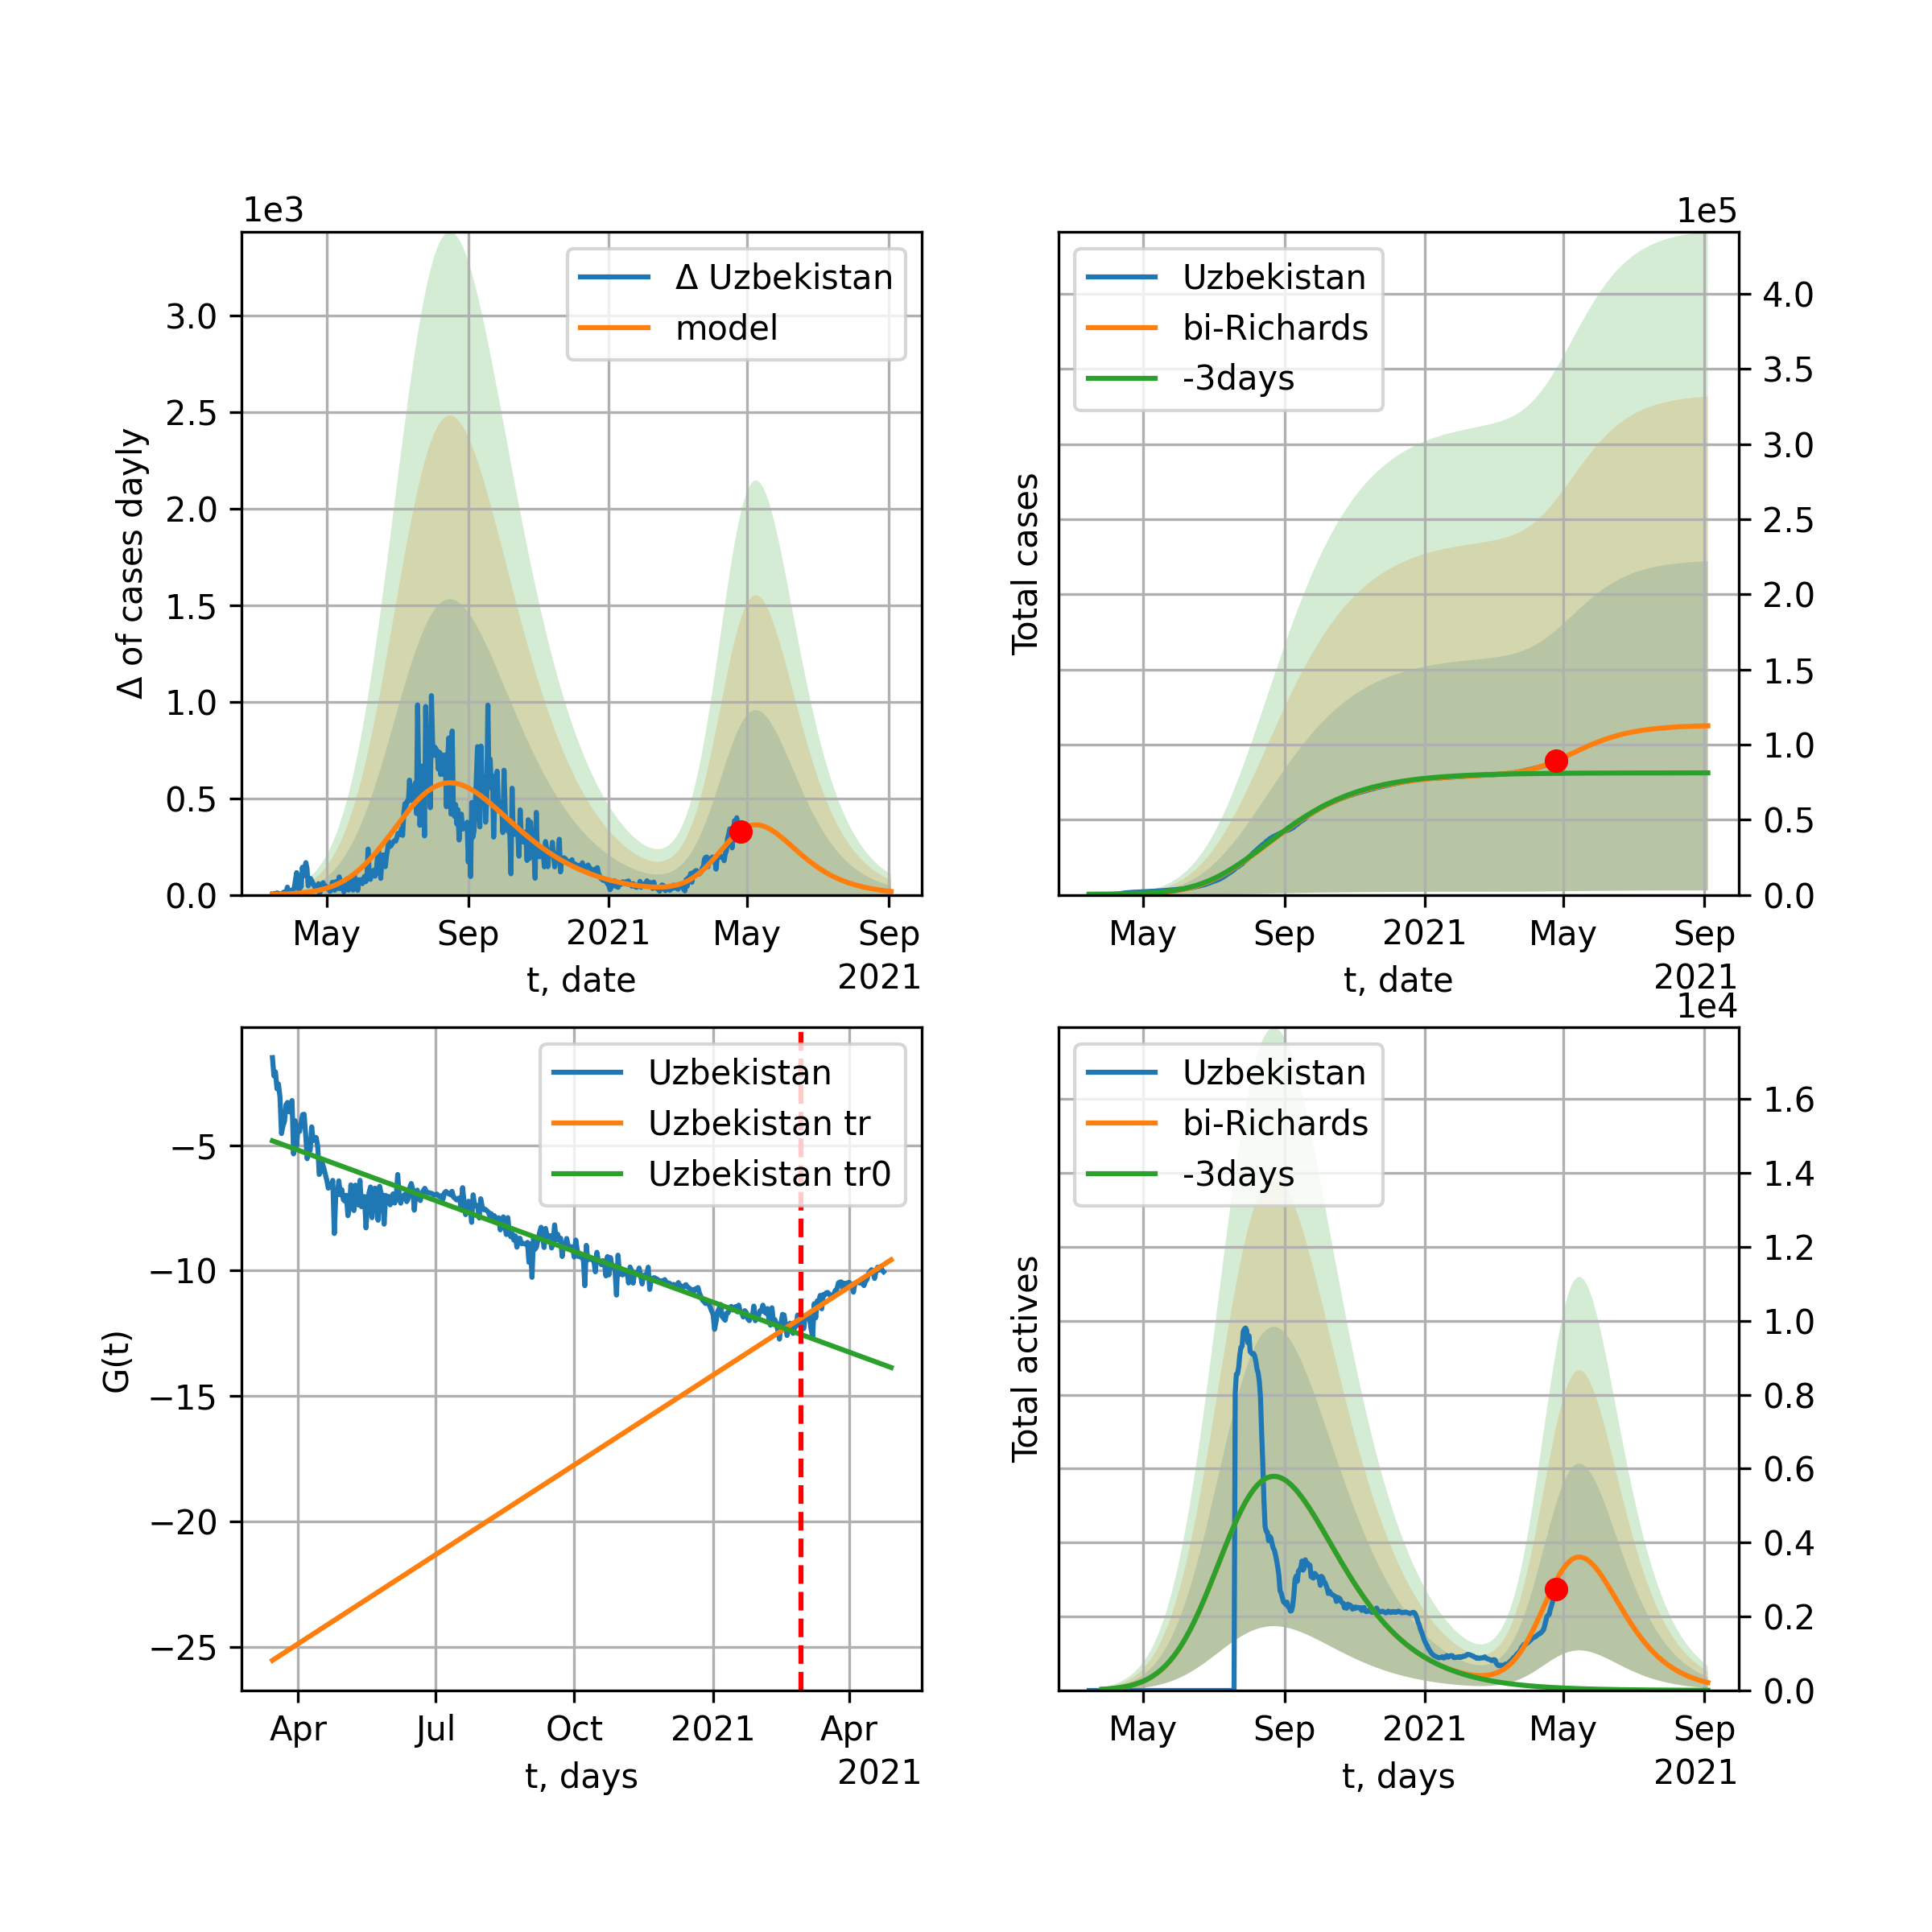 1e3
Δ of cases dayly
3.0
2.5
2.0
1.5
1.0
0.5
0.0
Δ Uzbekistan
model
May Sep 2021 May Sep
2021
t, date
1e5
Total cases
Uzbekistan
bi-Richards
-3days
4.0
3.5
3.0
2.5
2.0
1.5
1.0
0.5
0.0
May Sep 2021 May Sep
2021
t, date
G(t)
−5
−10
−15
−20
−25
Uzbekistan
Uzbekistan tr
Uzbekistan tr0
Apr Jul Oct 2021 Apr
2021
t, days
1e4
Total actives
Uzbekistan
bi-Richards
-3days
1.6
1.4
1.2
1.0
0.8
0.6
0.4
0.2
0.0
May Sep 2021 May Sep
2021
t, days